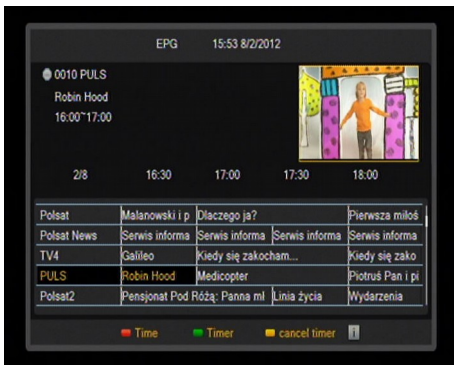 EPG 15:53 8/2/2012
0010 PULS
Robin Hood
16:00~17:00
2/8 16:30 17:00 17:30 18:00
Polsat Malanowski i p Dlaczego ja? Pierwsza miloś
Polsat News Serwis informa Serwis informa Serwis informa Serwis informa
TV4 Galileo Kiedy się zakocham... Kiedy się zako
PULS Robin Hood Medicopter Piotruś Pan i pi
Polsat2 Pensjonat Pod Różą: Panna mł Linia życia Wydarzenia
Time Timer cancel timer i